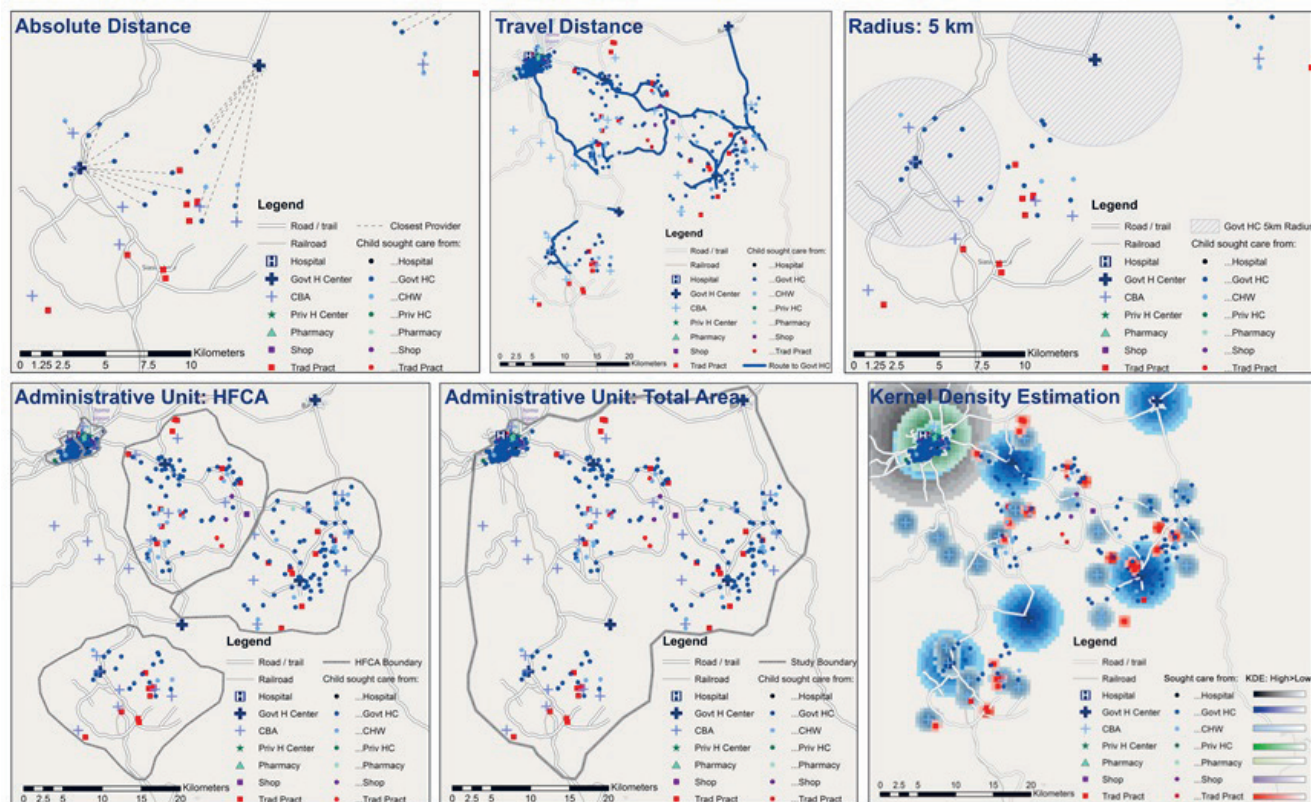 Absolute Distance
Legend
Road / trail
Closest Provider
Railroad
Child sought care from:
Hospital
...Hospital
Govt H Center
...Govt HC
CBA
...CHW
Priv H Center
...Priv HC
Pharmacy
...Pharmacy
Shop
...Shop
Trad Pract
...Trad Pract
Kilometers
0 1.25 2.5 5 7.5 10
Travel Distance
Legend
Road / trail
Child sought care from:
Railroad
...Hospital
Hospital
...Govt HC
Govt H Center
...CHW
CBA
...Priv HC
Priv H Center
...Pharmacy
Pharmacy
...Shop
Shop
...Trad Pract
Trad Pract
Route to Govt HC
Kilometers
0 2.5 5 10 15 20
Radius: 5 km
Legend
Road / trail
Govt HC 5km Radius
Railroad
Child sought care from:
Hospital
...Hospital
Govt H Center
...Govt HC
CBA
...CHW
Priv H Center
...Priv HC
Pharmacy
...Pharmacy
Shop
...Shop
Trad Pract
...Trad Pract
Kilometers
0 1.25 2.5 5 7.5 10
Administrative Unit: HFCA
Legend
Road / trail
HFCA Boundary
Railroad
Child sought care from:
Hospital
...Hospital
Govt H Center
...Govt HC
CBA
...CHW
Priv H Center
...Priv HC
Pharmacy
...Pharmacy
Shop
...Shop
Trad Pract
...Trad Pract
Kilometers
0 2.5 5 10 15 20
Administrative Unit: Total Area
Legend
Road / trail
Study Boundary
Railroad
Child sought care from:
Hospital
...Hospital
Govt H Center
...Govt HC
CBA
...CHW
Priv H Center
...Priv HC
Pharmacy
...Pharmacy
Shop
...Shop
Trad Pract
...Trad Pract
Kilometers
0 2.5 5 10 15 20
Kernel Density Estimation
Legend
Road / trail
Railroad
Sought care from:
KDE: High>Low
Hospital
...Hospital
Govt H Center
...Govt HC
CBA
...CHW
Priv H Center
...Priv HC
Pharmacy
...Pharmacy
Shop
...Shop
Trad Pract
...Trad Pract
Kilometers
0 2.5 5 10 15 20